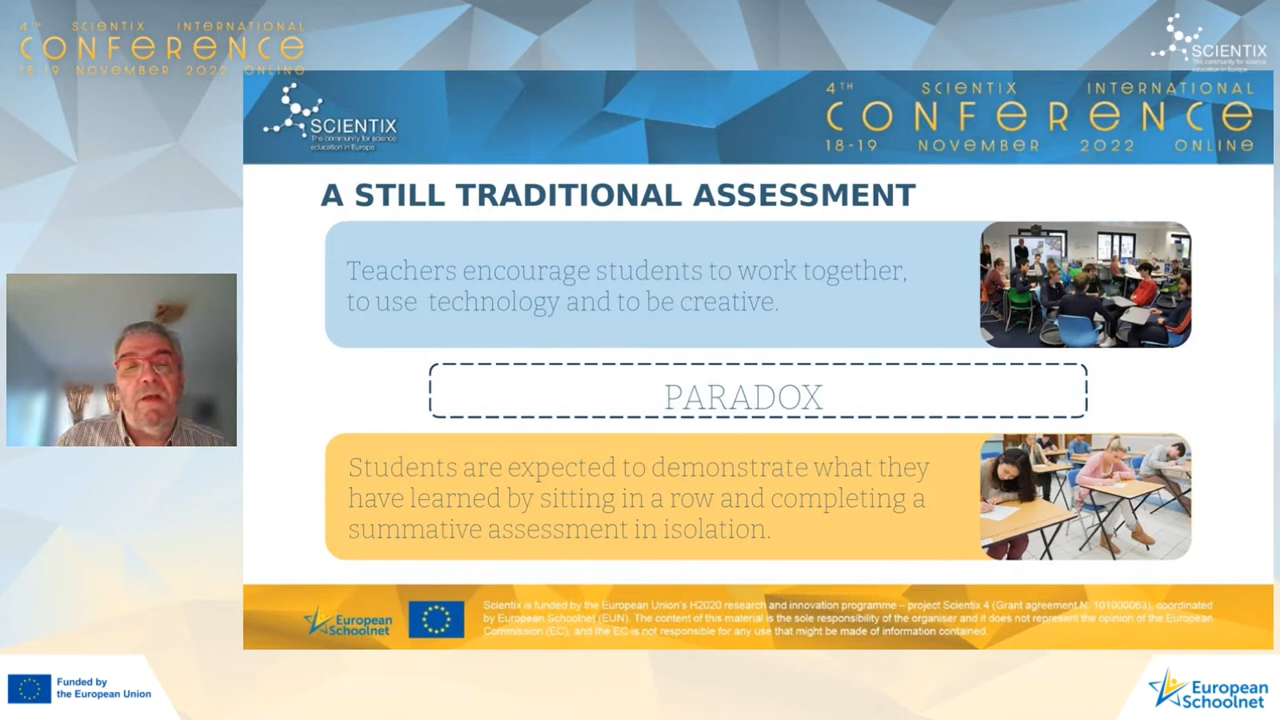 4TH SCIENTIX INTERNATIONAL
CONFERENCE
18-19 NOVEMBER 2022 ONLINE
SCIENTIX
The community for science
education in Europe
SCIENTIX
The community for science
education in Europe
4TH SCIENTIX INTERNATIONAL
CONFERENCE
18-19 NOVEMBER 2022 ONLINE
A STILL TRADITIONAL ASSESSMENT
Teachers encourage students to work together,
to use technology and to be creative.
PARADOX
Students are expected to demonstrate what they
have learned by sitting in a row and completing a
summative assessment in isolation.
European
Schoolnet
Scientix is funded by the European Union's H2020 research and innovation programme – project Scientix 4 (Grant agreement N. 101000063), coordinated
by European Schoolnet (EUN). The content of this material is the sole responsibility of the organiser and it does not represent the opinion of the European
Commission (EC), and the EC is not responsible for any use that might be made of information contained.
Funded by
the European Union
European
Schoolnet